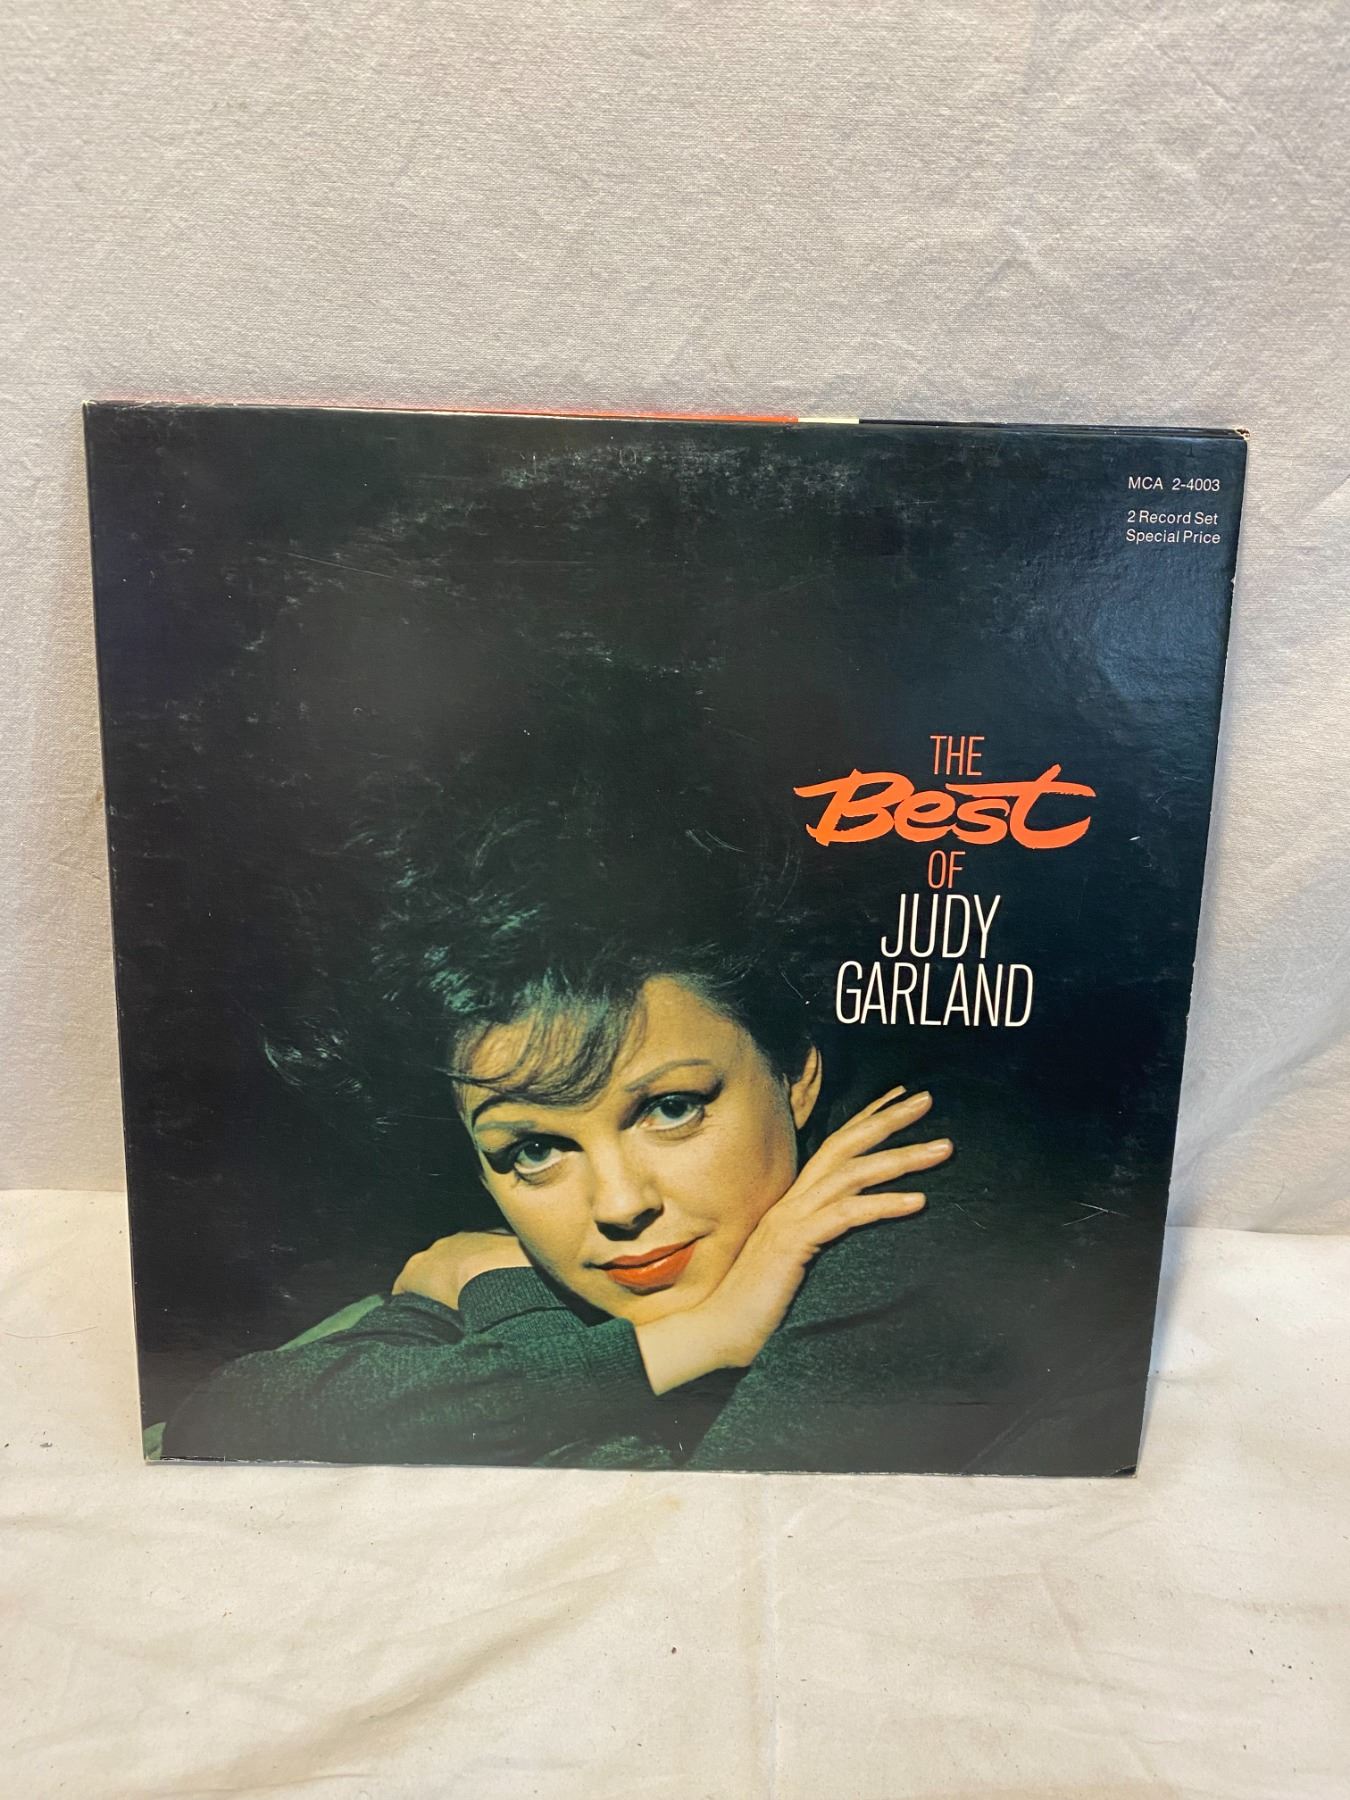 MCA 2-4003
2 Record Set
Special Price
THE
Best
OF
JUDY
GARLAND